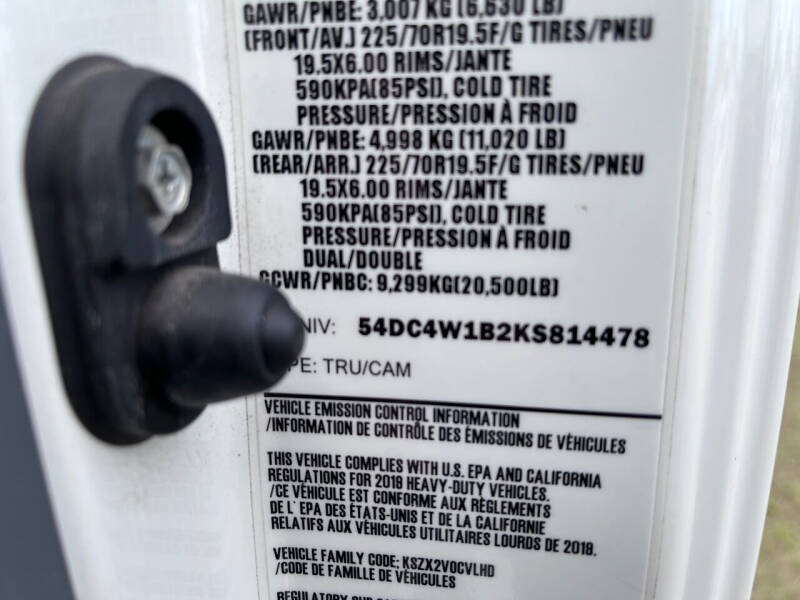 GAWR/PNBE: 3,007 KG (6,630 LB)
(FRONT/AV.) 225/70R19.5F/G TIRES/PNEU
19.5X6.00 RIMS/JANTE
590KPA(85PSI), COLD TIRE
PRESSURE/PRESSION À FROID
GAWR/PNBE: 4,998 KG (11,020 LB)
(REAR/ARR.) 225/70R19.5F/G TIRES/PNEU
19.5X6.00 RIMS/JANTE
590KPA(85PSI), COLD TIRE
PRESSURE/PRESSION À FROID
DUAL/DOUBLE
GCWR/PNBC: 9,299KG(20,500LB)
NIV: 54DC4W1B2KS814478
PE: TRU/CAM
VEHICLE EMISSION CONTROL INFORMATION
/INFORMATION DE CONTRÔLE DES ÉMISSIONS DE VÉHICULES
THIS VEHICLE COMPLIES WITH U.S. EPA AND CALIFORNIA
REGULATIONS FOR 2018 HEAVY-DUTY VEHICLES.
/CE VÉHICULE EST CONFORME AUX RÈGLEMENTS
DE L' EPA DES ÉTATS-UNIS ET DE LA CALIFORNIE
RELATIFS AUX VÉHICULES UTILITAIRES LOURDS DE 2018.
VEHICLE FAMILY CODE: KSZX2VOCVLHD
/CODE DE FAMILLE DE VÉHICULES